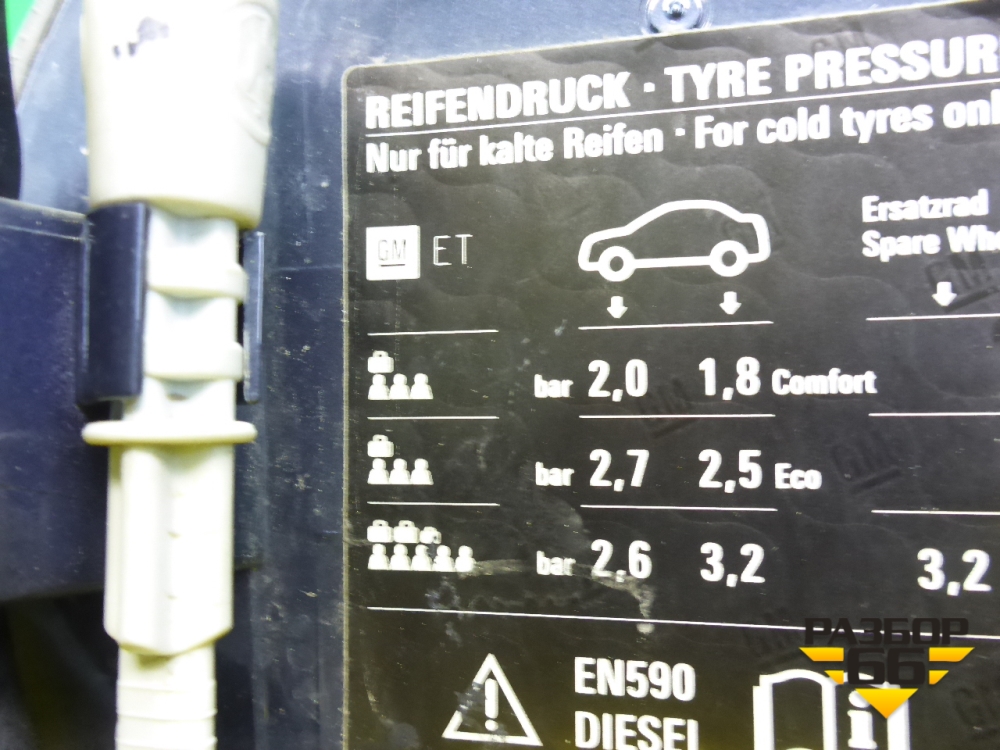 REIFENDRUCK · TYRE PRESSUR
Nur für kalte Reifen · For cold tyres onl
GM ET
Ersatzrad
Spare Whe
bar 2,0 1,8 Comfort
bar 2,7 2,5 Eco
bar 2,6 3,2 3,2
EN590
DIESEL
i
РАЗБОР
66